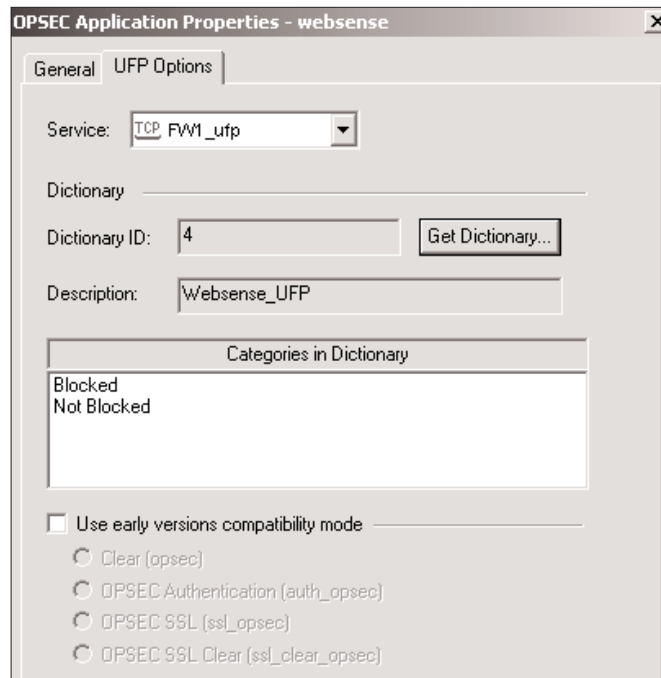 OPSEC Application Properties - websense
General UFP Options
Service: TCP FW1_ufp
Dictionary
Dictionary ID: 4 Get Dictionary...
Description: Websense_UFP
Categories in Dictionary
Blocked
Not Blocked
Use early versions compatibility mode
Clear (opsec)
OPSEC Authentication (auth_opsec)
OPSEC SSL (ssl_opsec)
OPSEC SSL Clear (ssl_clear_opsec)